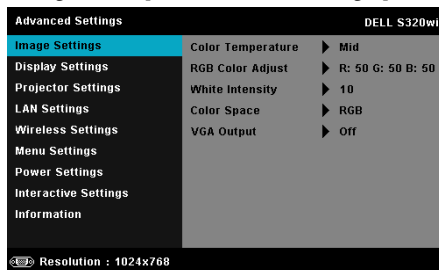 Advanced Settings DELL S320wi
Image Settings Color Temperature Mid
Display Settings RGB Color Adjust R: 50 G: 50 B: 50
Projector Settings White Intensity 10
LAN Settings Color Space RGB
Wireless Settings VGA Output Off
Menu Settings
Power Settings
Interactive Settings
Information
Resolution : 1024x768